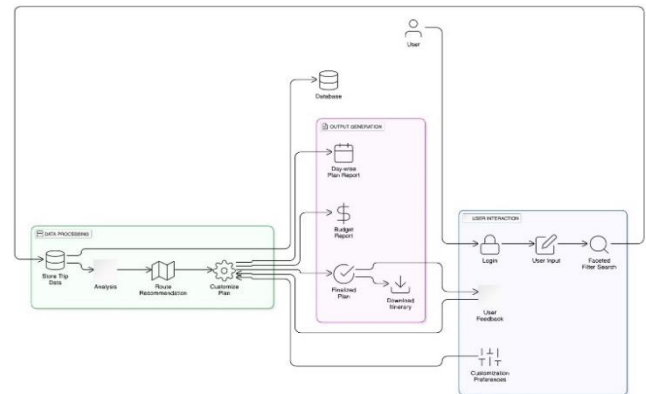 User
Database
OUTPUT GENERATION
Day-wise
Plan Report
Budget
Report
Finalized
Plan
Download
Itinerary
DATA PROCESSING
Store Trip
Data
Analysis
Route
Recommendation
Customize
Plan
USER INTERACTION
Login
User Input
Faceted
Filter Search
User
Feedback
Customization
Preferences